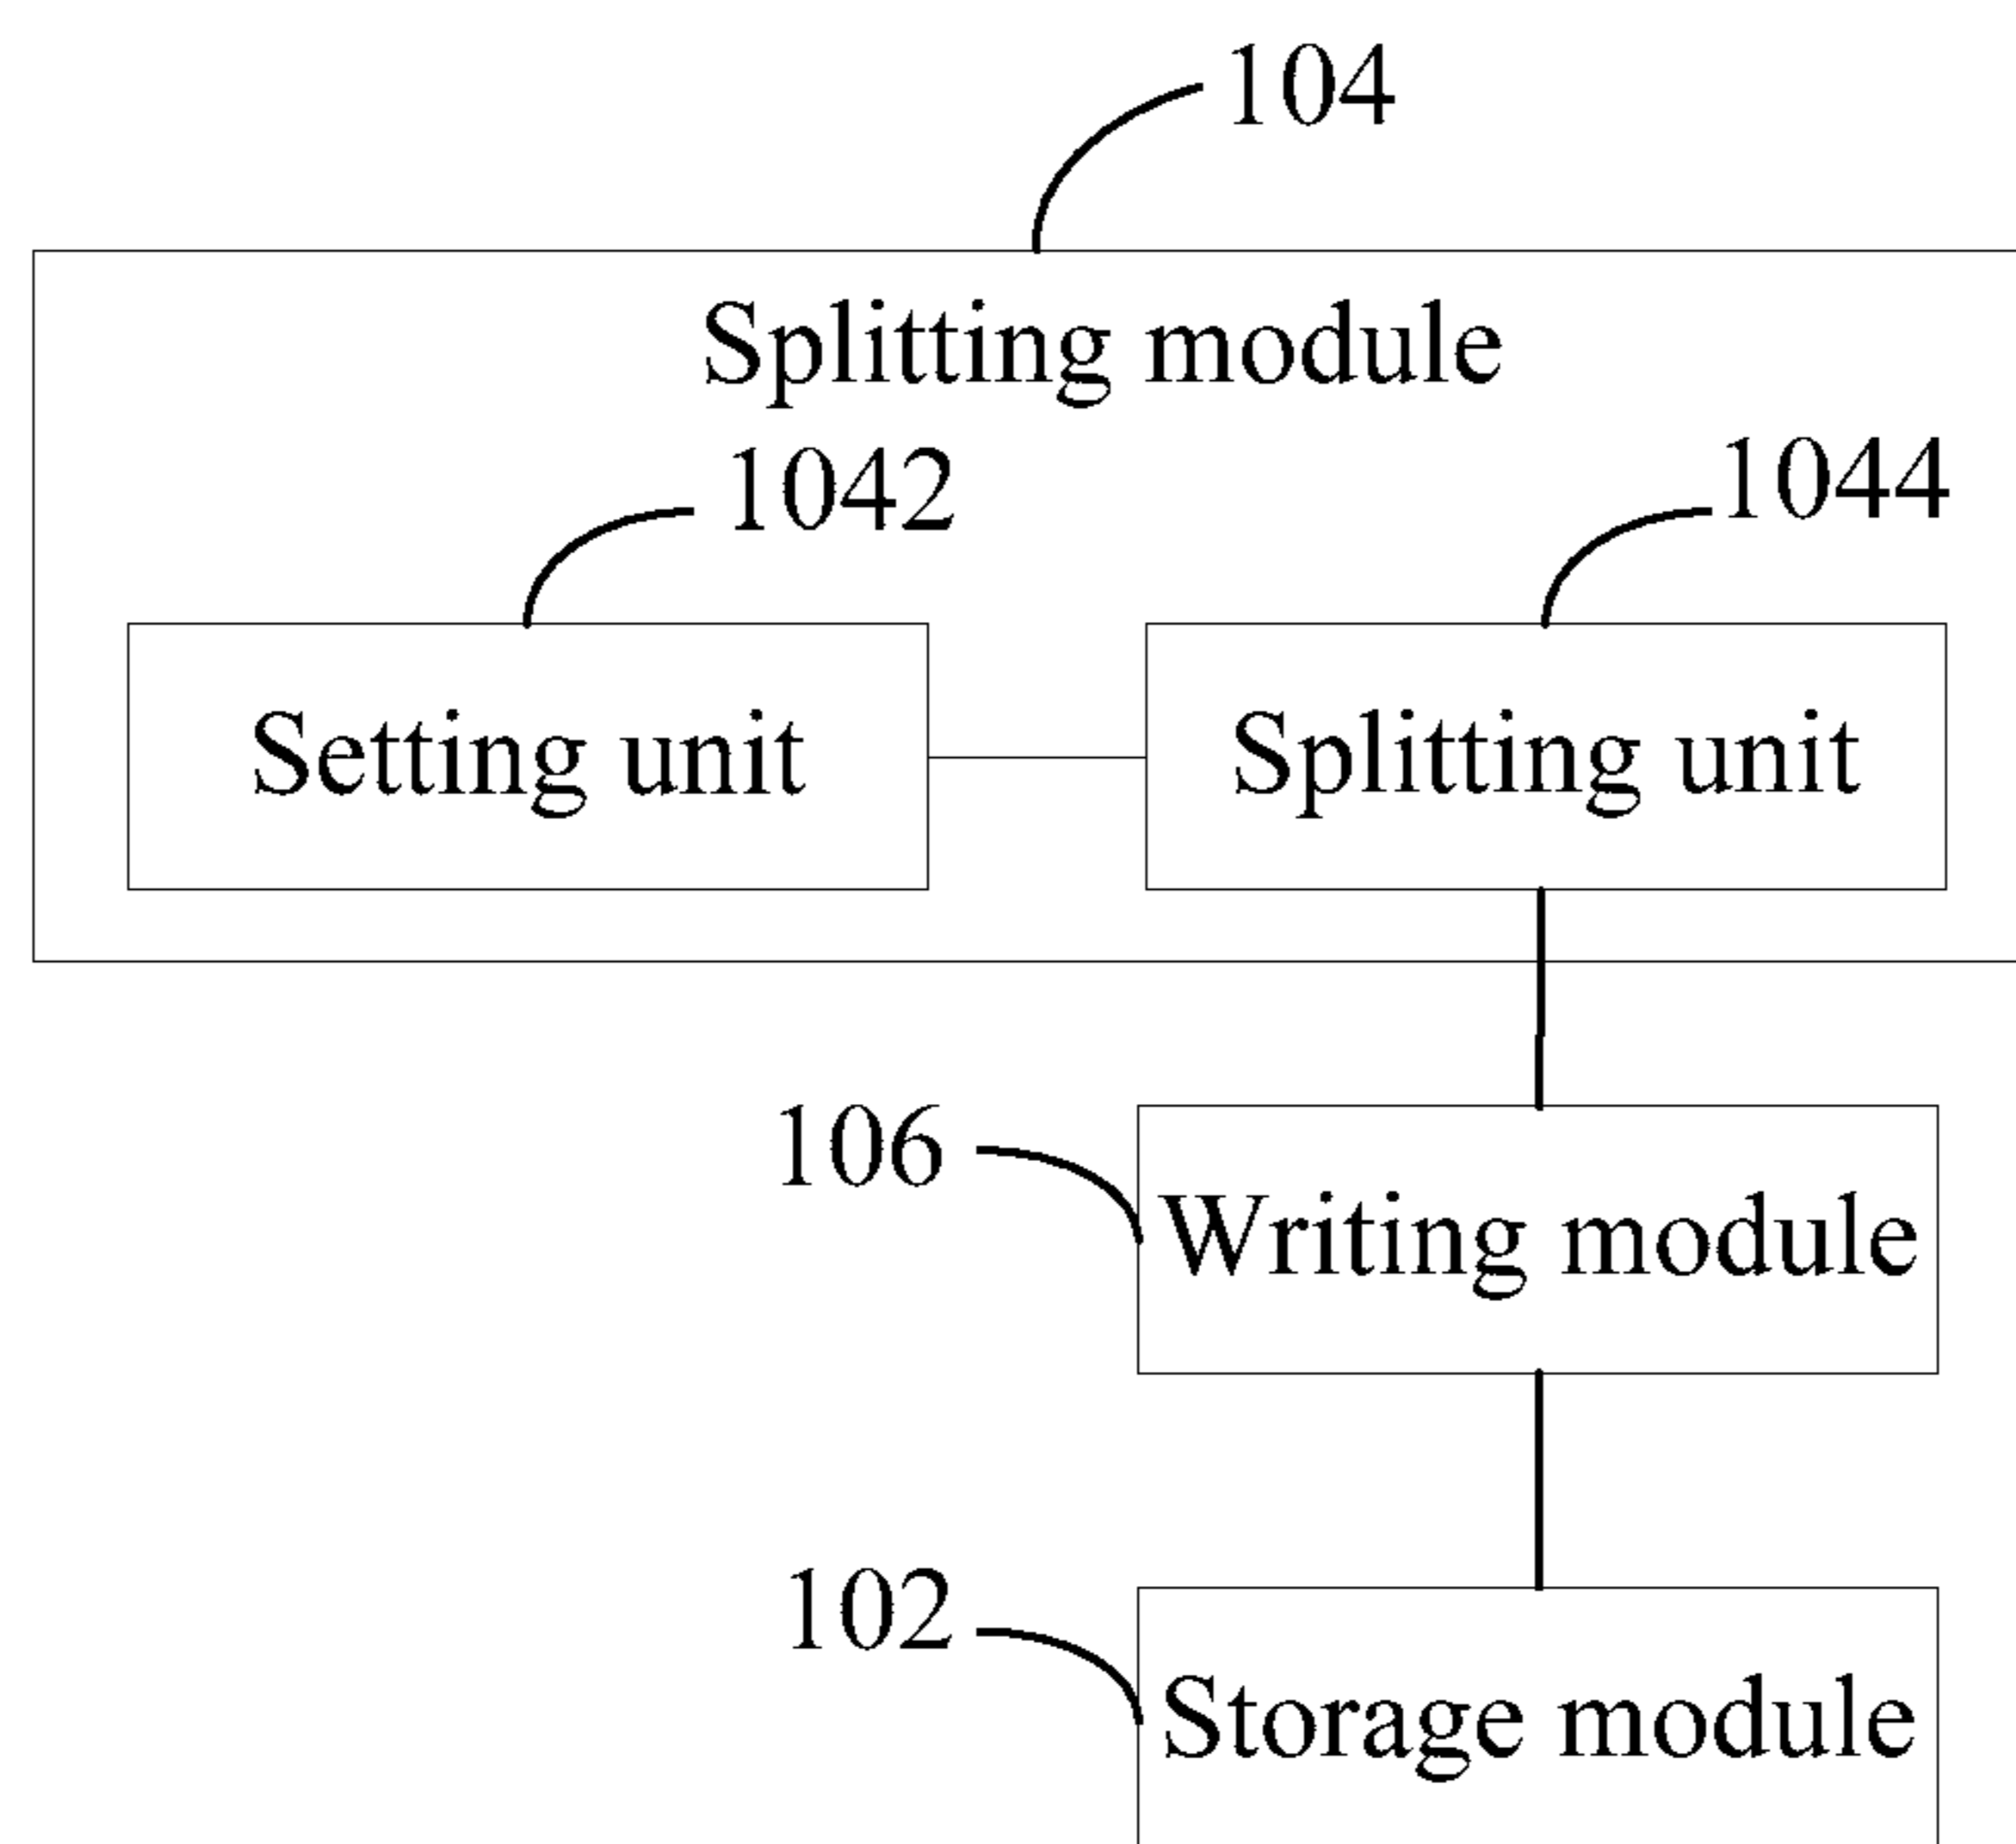 104
Splitting module
1042
1044
Setting unit
Splitting unit
106
Writing module
102
Storage module